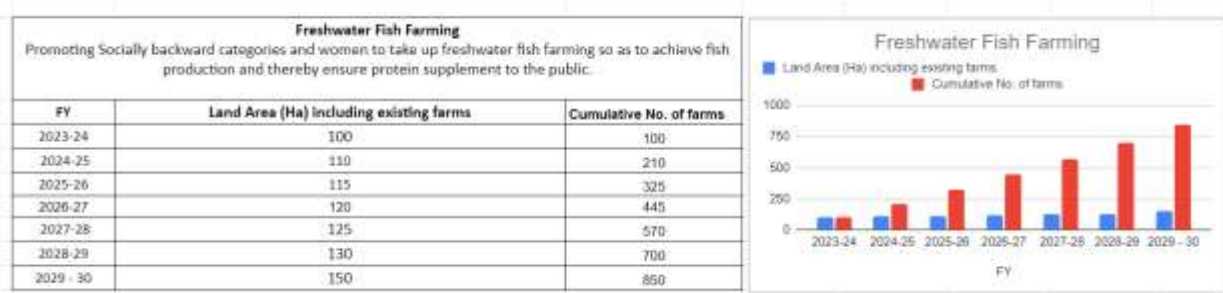 Freshwater Fish Farming
Promoting Socially backward categories and women to take up freshwater fish farming so as to achieve fish
production and thereby ensure protein supplement to the public.
FY Land Area (Ha) including existing farms Cumulative No. of farms
2023-24 100 100
2024-25 110 210
2025-26 115 325
2026-27 120 445
2027-28 125 570
2028-29 130 700
2029 - 30 150 850
Freshwater Fish Farming
Land Area (Ha) including existing farms
Cumulative No. of farms
1000
750
500
250
0
2023-24 2024-25 2025-26 2026-27 2027-28 2028-29 2029 - 30
FY